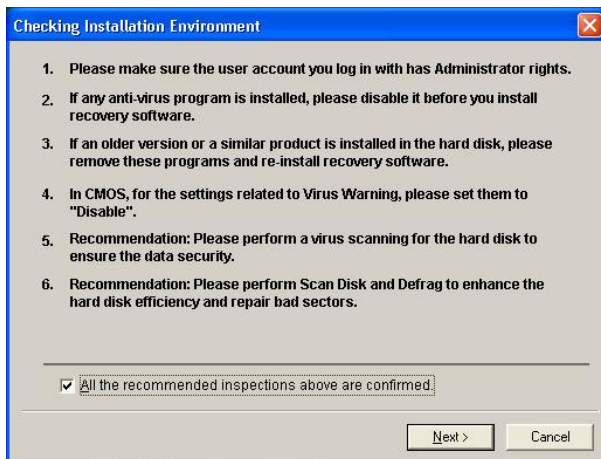 Checking Installation Environment
1. Please make sure the user account you log in with has Administrator rights.
2. If any anti-virus program is installed, please disable it before you install
recovery software.
3. If an older version or a similar product is installed in the hard disk, please
remove these programs and re-install recovery software.
4. In CMOS, for the settings related to Virus Warning, please set them to
"Disable".
5. Recommendation: Please perform a virus scanning for the hard disk to
ensure the data security.
6. Recommendation: Please perform Scan Disk and Defrag to enhance the
hard disk efficiency and repair bad sectors.
All the recommended inspections above are confirmed.
Next >
Cancel